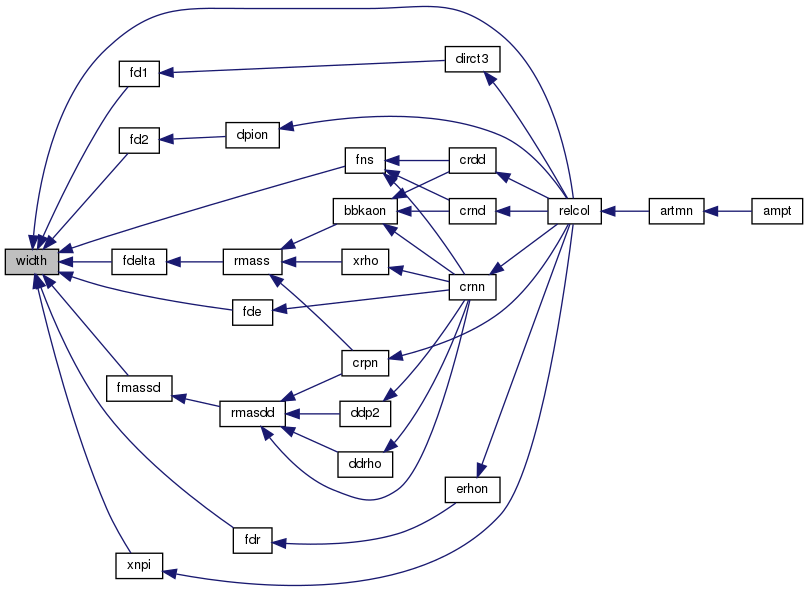 dirct3
fd1
dpion
fd2
fns
crdd
bbkaon
crnd
relcol
artmn
ampt
width
fdelta
rmass
xrho
crnn
fde
crpn
fmassd
rmasdd
ddp2
ddrho
erhon
fdr
xnpi